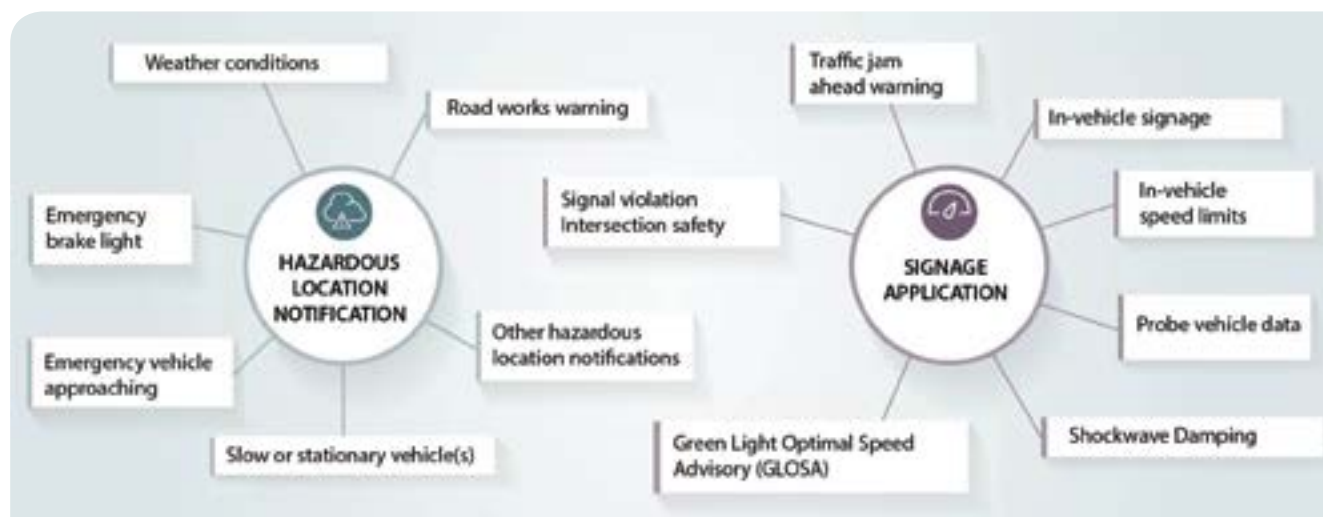 Weather conditions
Road works warning
Emergency
brake light
HAZARDOUS
LOCATION
NOTIFICATION
Other hazardous
location notifications
Emergency vehicle
approaching
Slow or stationary vehicle(s)
Traffic jam
ahead warning
In-vehicle signage
Signal violation
Intersection safety
In-vehicle
speed limits
SIGNAGE
APPLICATION
Probe vehicle data
Green Light Optimal Speed
Advisory (GLOSA)
Shockwave Damping